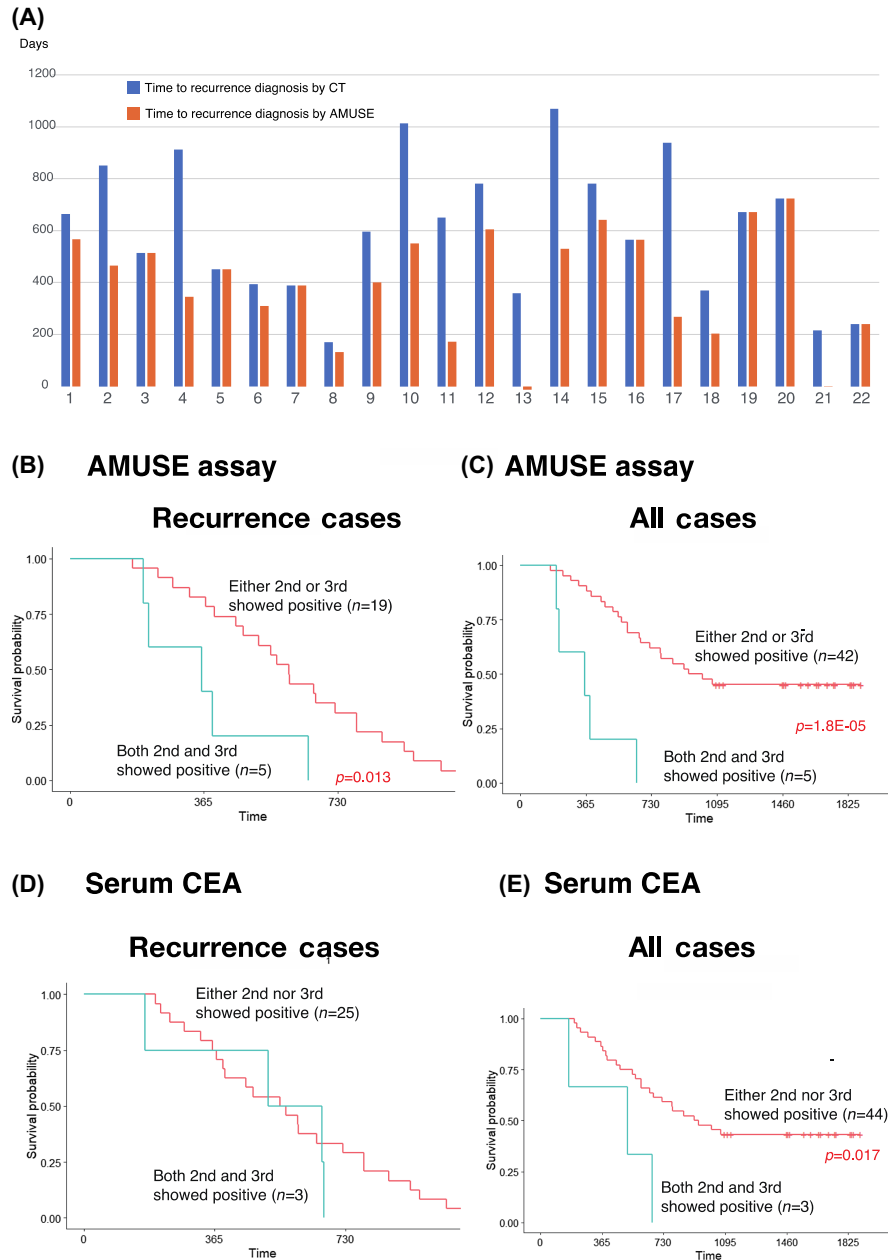 (A)
Days
1200
1000
800
600
400
200
0
Time to recurrence diagnosis by CT
Time to recurrence diagnosis by AMUSE
1 2 3 4 5 6 7 8 9 10 11 12 13 14 15 16 17 18 19 20 21 22
(B) AMUSE assay
Recurrence cases
Survival probability
1.00
0.75
0.50
0.25
0.00
Either 2nd or 3rd
showed positive (n=19)
Both 2nd and 3rd
showed positive (n=5)
p=0.013
0 365 730
Time
(C) AMUSE assay
All cases
Survival probability
1.00
0.75
0.50
0.25
0.00
Either 2nd or 3rd
showed positive (n=42)
p=1.8E-05
Both 2nd and 3rd
showed positive (n=5)
0 365 730 1095 1460 1825
Time
(D) Serum CEA
Recurrence cases
Survival probability
1.00
0.75
0.50
0.25
0.00
Either 2nd nor 3rd
showed positive (n=25)
Both 2nd and 3rd
showed positive (n=3)
0 365 730
Time
(E) Serum CEA
All cases
Survival probability
1.00
0.75
0.50
0.25
0.00
Either 2nd nor 3rd
showed positive (n=44)
p=0.017
Both 2nd and 3rd
showed positive (n=3)
0 365 730 1095 1460 1825
Time